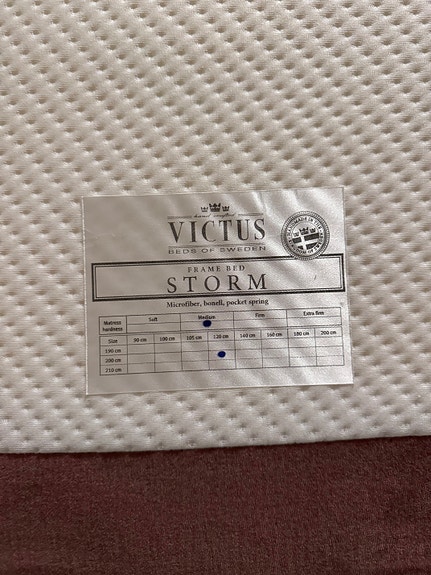 VICTUS
BEDS OF SWEDEN
FRAME BED
STORM
Microfiber, bonell, pocket spring
Matress hardness Soft Medium Firm Extra firm
Size 90 cm 100 cm 105 cm 120 cm 140 cm 160 cm 180 cm 200 cm
190 cm
200 cm
210 cm